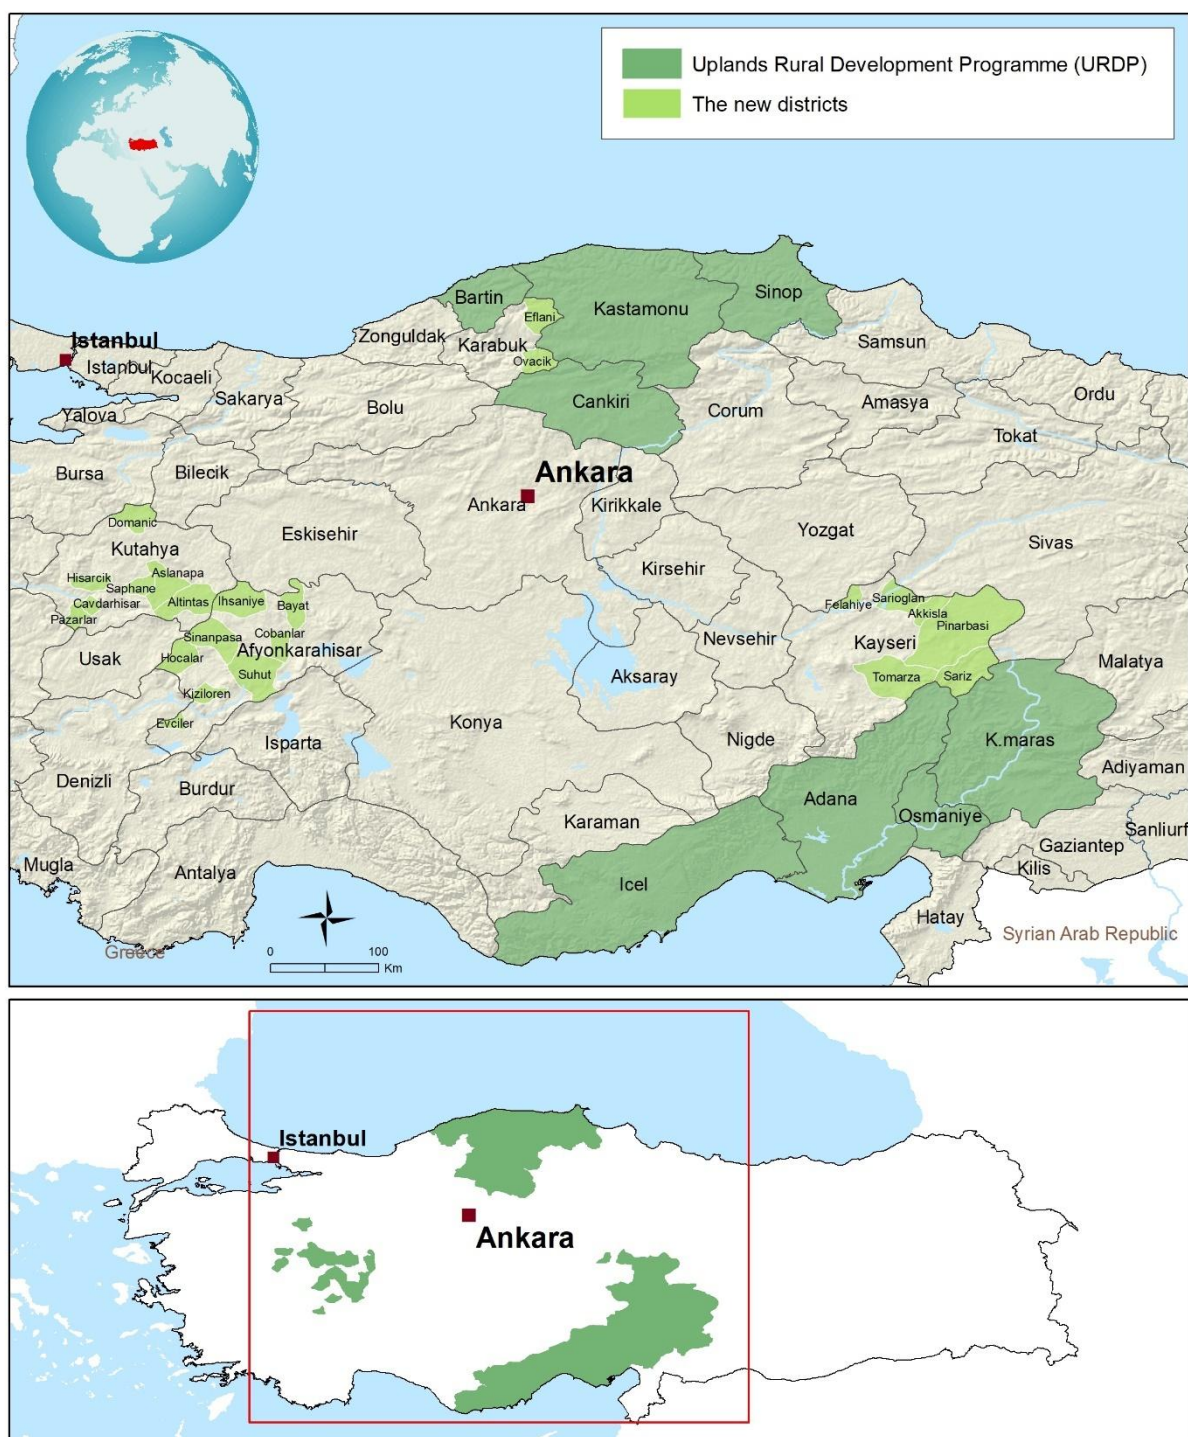 Uplands Rural Development Programme (URDP)
The new districts
Sinop
Bartin
Kastamonu
Eflani
Zonguldak
Karabuk
Samsun
Istanbul
Ovacik
Istanbul
Kocaeli
Sakarya
Ordu
Cankiri
Amasya
Bolu
Corum
Yalova
Tokat
Bursa
Bilecik
Ankara
Ankara
Kirikkale
Domanic
Eskisehir
Yozgat
Sivas
Kutahya
Kirsehir
Aslanapa
Hisarcik
Saphane
Cavdarhisar
Altintas
Ihsaniye
Bayat
Pazarlar
Felahiye
Sarioglan
Akkisla
Pinarbasi
Sinanpasa
Cobanlar
Nevsehir
Kayseri
Afyonkarahisar
Usak
Hocalar
Malatya
Suhut
Aksaray
Tomarza
Sariz
Kiziloren
Evciler
Konya
Isparta
Nigde
K.maras
Denizli
Burdur
Adiyaman
Adana
Karaman
Osmaniye
Sanliurf
Gaziantep
Mugla
Antalya
Kilis
Icel
Hatay
Syrian Arab Republic
Greece
0 100
Km
Istanbul
Ankara